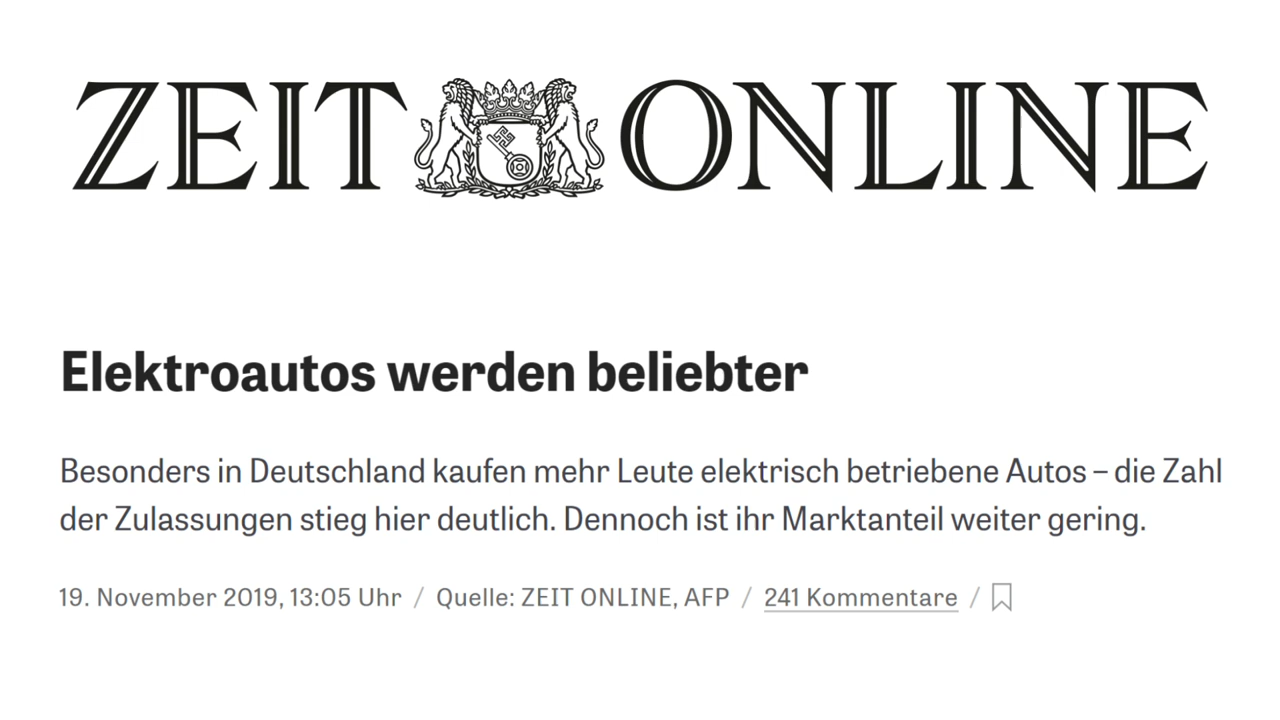 ZEIT ONLINE
Elektroautos werden beliebter
Besonders in Deutschland kaufen mehr Leute elektrisch betriebene Autos – die Zahl
der Zulassungen stieg hier deutlich. Dennoch ist ihr Marktanteil weiter gering.
19. November 2019, 13:05 Uhr / Quelle: ZEIT ONLINE, AFP / 241 Kommentare /